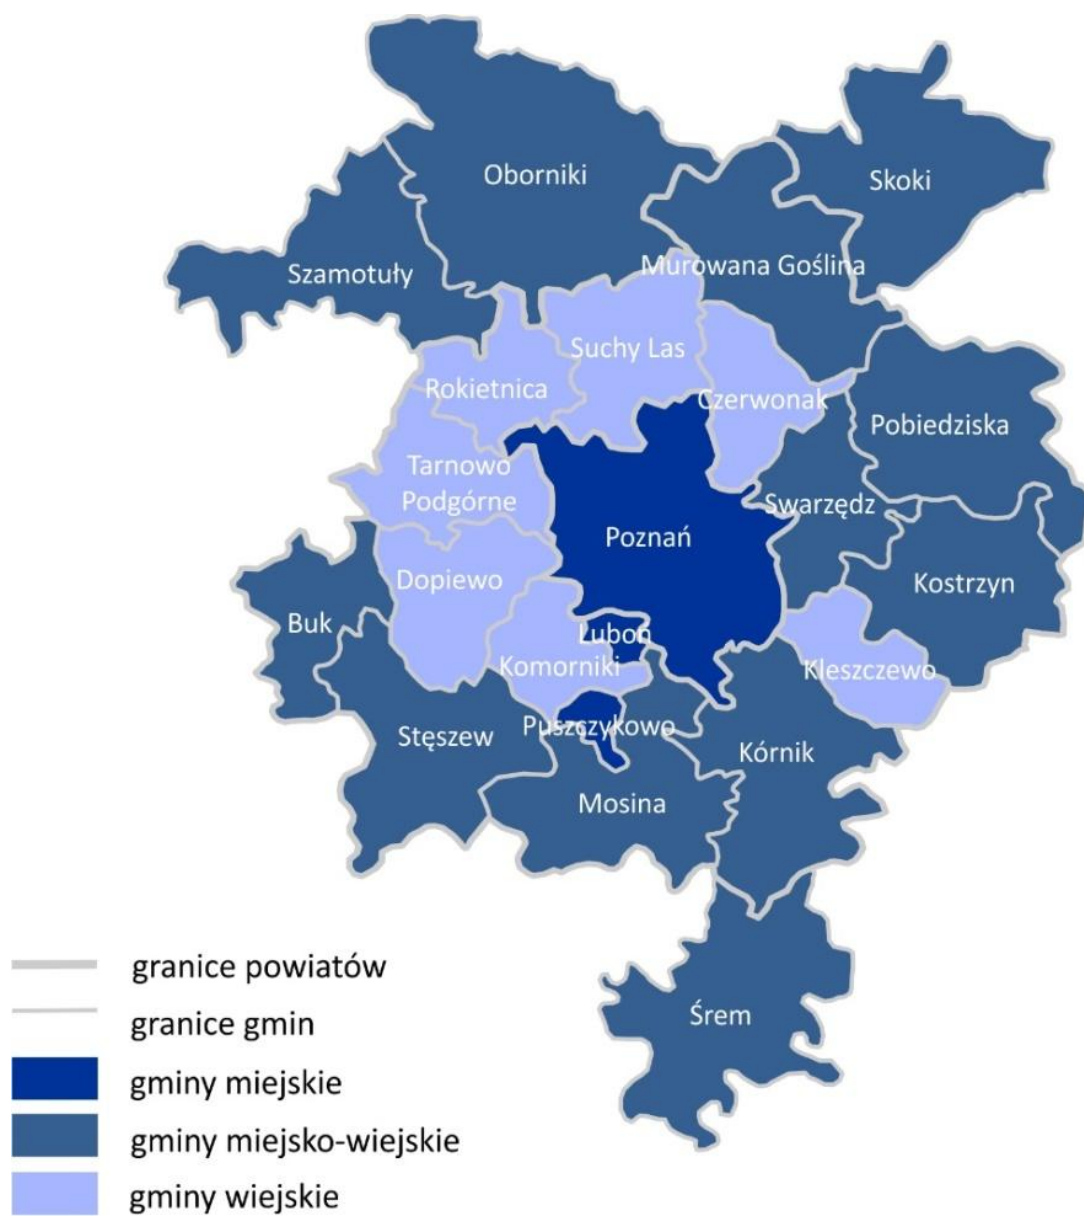 Oborniki
Skoki
Szamotuły
Murowana Goślina
Suchy Las
Rokietnica
Czerwonak
Pobiedziska
Tarnowo
Podgórne
Swarzędz
Poznań
Dopiewo
Kostrzyn
Buk
Luboń
Komorniki
Kleszczewo
Puszczykowo
Stęszew
Kórnik
Mosina
Śrem
granice powiatów
granice gmin
gminy miejskie
gminy miejsko-wiejskie
gminy wiejskie